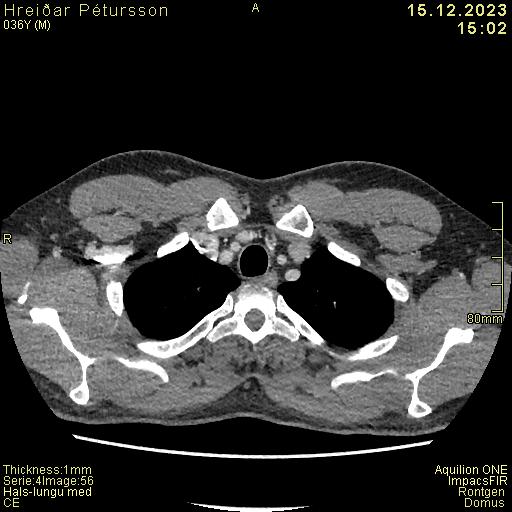 Hreiðar Pétursson
036Y (M)
A
15.12.2023
15:02
R
80mm
Thickness:1mm
Serie:4Image:56
Hals-lungu med
CE
Aquilion ONE
ImpacsFIR
Rontgen
Domus